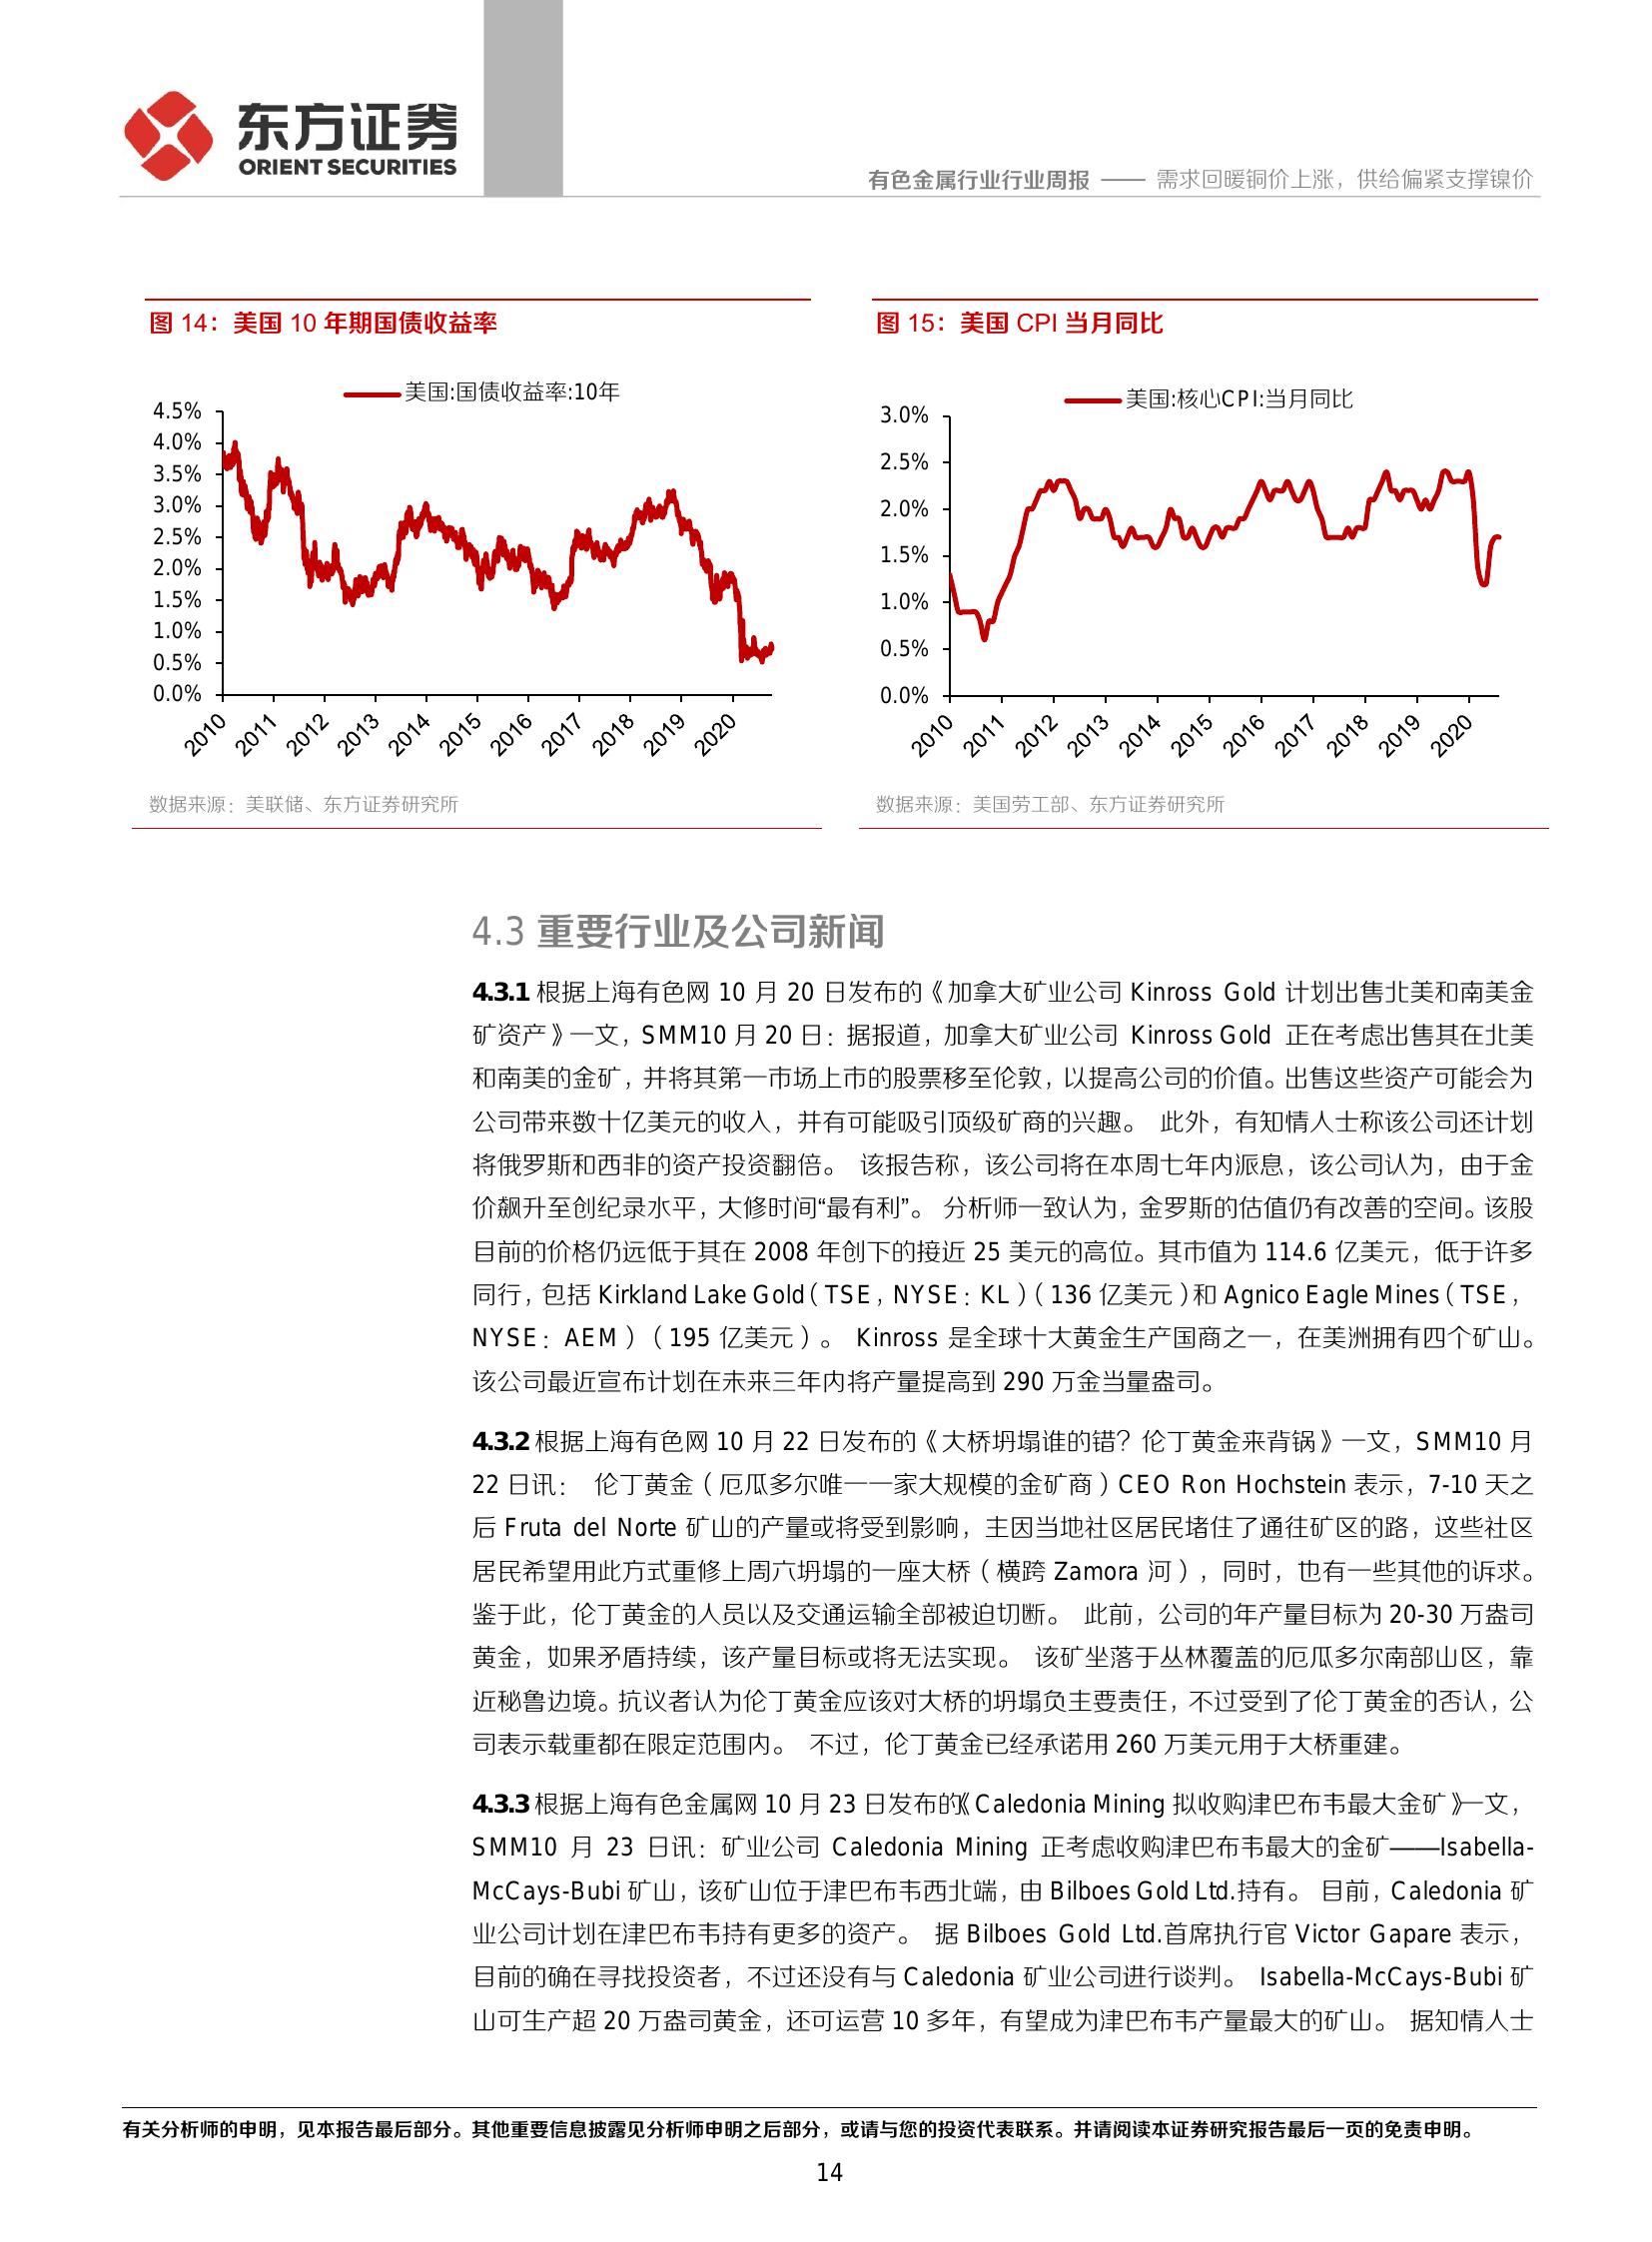 东方证券
ORIENT SECURITIES
有色金属行业行业周报 —— 需求回暖铜价上涨，供给偏紧支撑镍价
图 14：美国 10 年期国债收益率
美国:国债收益率:10年
4.5%
4.0%
3.5%
3.0%
2.5%
2.0%
1.5%
1.0%
0.5%
0.0%
2010 2011 2012 2013 2014 2015 2016 2017 2018 2019 2020
数据来源：美联储、东方证券研究所
图 15：美国 CPI 当月同比
美国:核心CPI:当月同比
3.0%
2.5%
2.0%
1.5%
1.0%
0.5%
0.0%
2010 2011 2012 2013 2014 2015 2016 2017 2018 2019 2020
数据来源：美国劳工部、东方证券研究所
4.3 重要行业及公司新闻
4.3.1 根据上海有色网 10 月 20 日发布的《加拿大矿业公司 Kinross Gold 计划出售北美和南美金
矿资产》一文，SMM10 月 20 日：据报道，加拿大矿业公司 Kinross Gold 正在考虑出售其在北美
和南美的金矿，并将其第一市场上市的股票移至伦敦，以提高公司的价值。出售这些资产可能会为
公司带来数十亿美元的收入，并有可能吸引顶级矿商的兴趣。 此外，有知情人士称该公司还计划
将俄罗斯和西非的资产投资翻倍。 该报告称，该公司将在本周七年内派息，该公司认为，由于金
价飙升至创纪录水平，大修时间“最有利”。 分析师一致认为，金罗斯的估值仍有改善的空间。该股
目前的价格仍远低于其在 2008 年创下的接近 25 美元的高位。其市值为 114.6 亿美元，低于许多
同行，包括 Kirkland Lake Gold（TSE，NYSE：KL）（136 亿美元）和 Agnico Eagle Mines（TSE，
NYSE：AEM）（195 亿美元）。 Kinross 是全球十大黄金生产国商之一，在美洲拥有四个矿山。
该公司最近宣布计划在未来三年内将产量提高到 290 万金当量盎司。
4.3.2 根据上海有色网 10 月 22 日发布的《大桥坍塌谁的错？伦丁黄金来背锅》一文，SMM10 月
22 日讯： 伦丁黄金（厄瓜多尔唯一一家大规模的金矿商）CEO Ron Hochstein 表示，7-10 天之
后 Fruta del Norte 矿山的产量或将受到影响，主因当地社区居民堵住了通往矿区的路，这些社区
居民希望用此方式重修上周六坍塌的一座大桥（横跨 Zamora 河），同时，也有一些其他的诉求。
鉴于此，伦丁黄金的人员以及交通运输全部被迫切断。 此前，公司的年产量目标为 20-30 万盎司
黄金，如果矛盾持续，该产量目标或将无法实现。 该矿坐落于丛林覆盖的厄瓜多尔南部山区，靠
近秘鲁边境。抗议者认为伦丁黄金应该对大桥的坍塌负主要责任，不过受到了伦丁黄金的否认，公
司表示载重都在限定范围内。 不过，伦丁黄金已经承诺用 260 万美元用于大桥重建。
4.3.3 根据上海有色金属网 10 月 23 日发布的《Caledonia Mining 拟收购津巴布韦最大金矿》一文，
SMM10 月 23 日讯：矿业公司 Caledonia Mining 正考虑收购津巴布韦最大的金矿——Isabella-
McCays-Bubi 矿山，该矿山位于津巴布韦西北端，由 Bilboes Gold Ltd.持有。 目前，Caledonia 矿
业公司计划在津巴布韦持有更多的资产。 据 Bilboes Gold Ltd.首席执行官 Victor Gapare 表示，
目前的确在寻找投资者，不过还没有与 Caledonia 矿业公司进行谈判。 Isabella-McCays-Bubi 矿
山可生产超 20 万盎司黄金，还可运营 10 多年，有望成为津巴布韦产量最大的矿山。 据知情人士
有关分析师的申明，见本报告最后部分。其他重要信息披露见分析师申明之后部分，或请与您的投资代表联系。并请阅读本证券研究报告最后一页的免责申明。
14